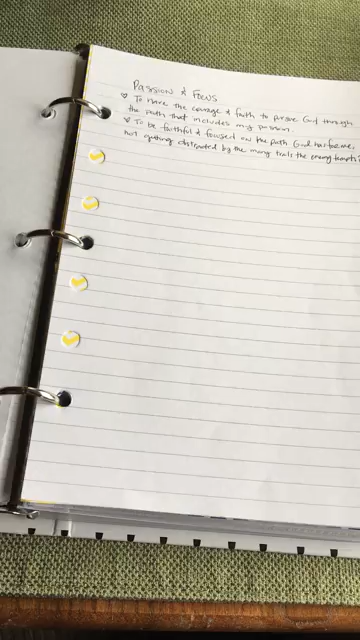 Passion & Focus
♡ To have the courage & faith to pursue God through
the path that includes my passion
♡ To be faithful & focused on the path God has for me,
not getting distracted by the many trails the enemy tempts